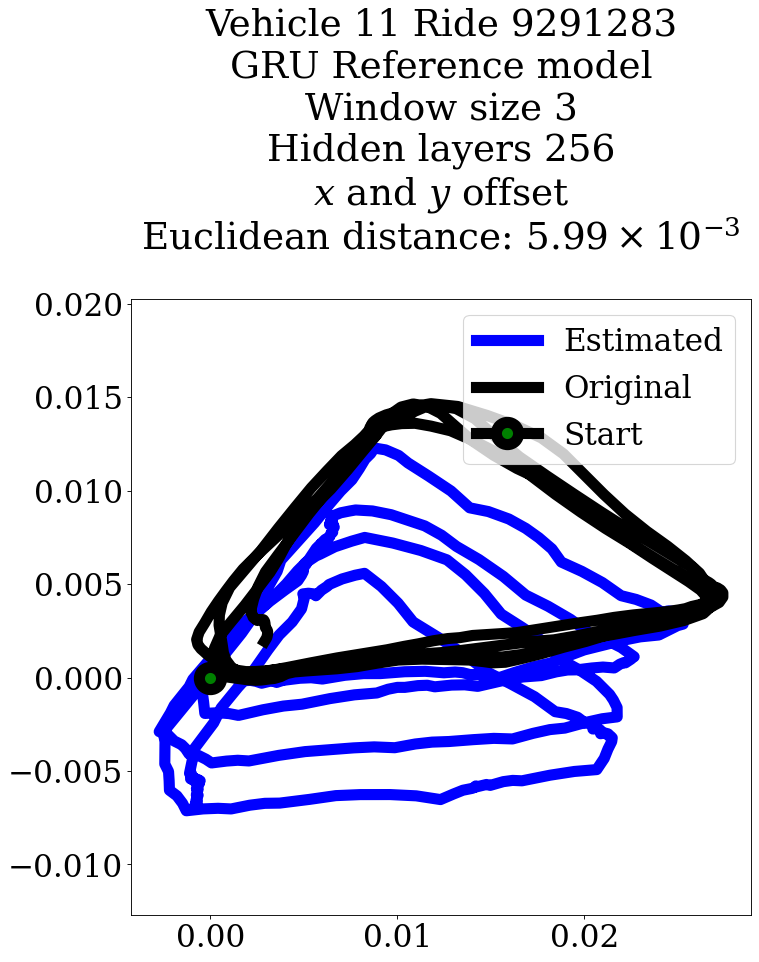 Vehicle 11 Ride 9291283
GRU Reference model
Window size 3
Hidden layers 256
x and y offset
Euclidean distance: 5.99 × 10⁻³
0.020
0.015
0.010
0.005
0.000
−0.005
−0.010
Estimated
Original
Start
0.00 0.01 0.02